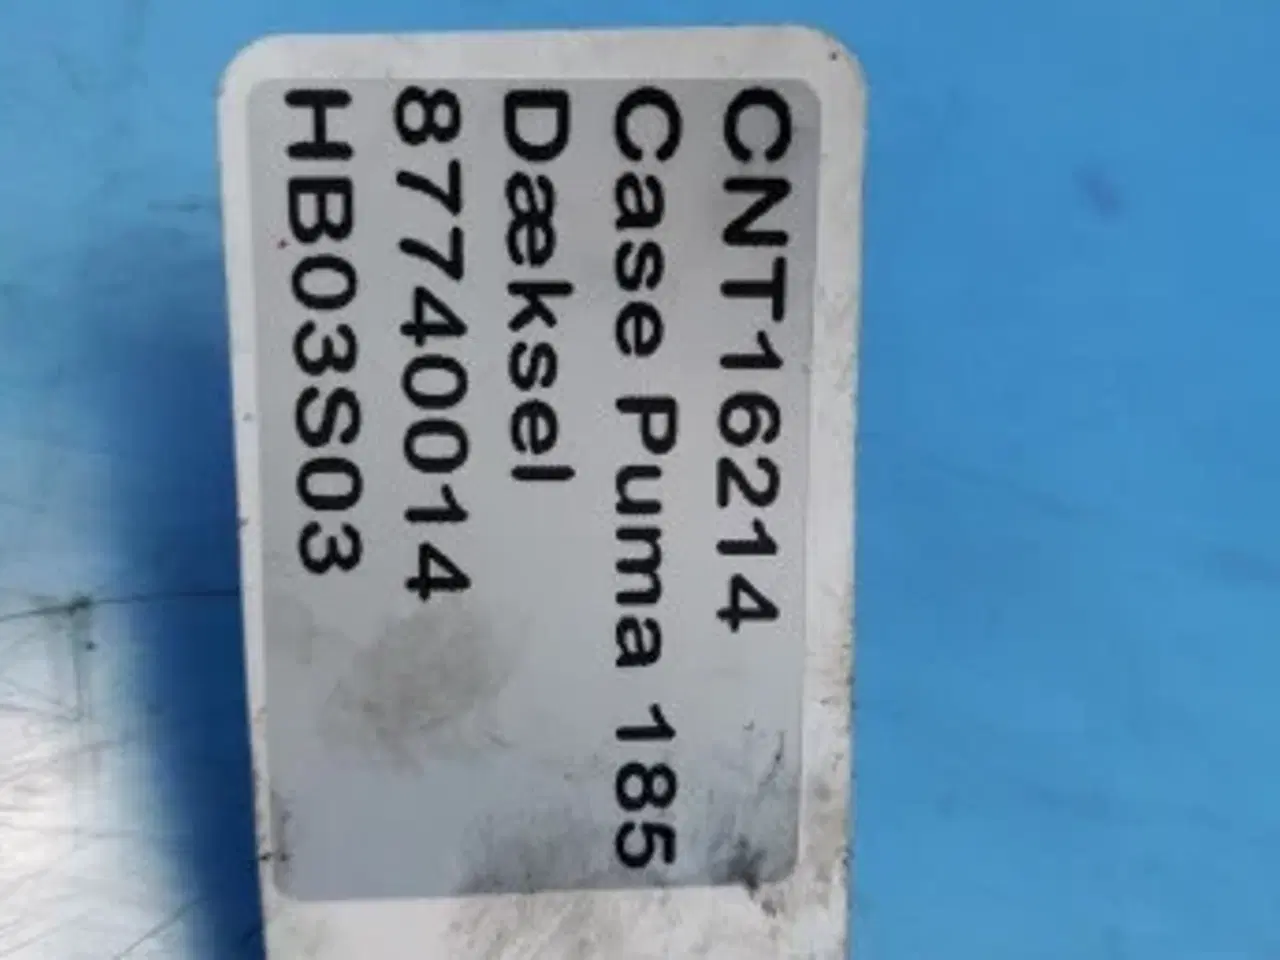 CNT16214
Case Puma 185
Dæksel
87740014
HB03S03